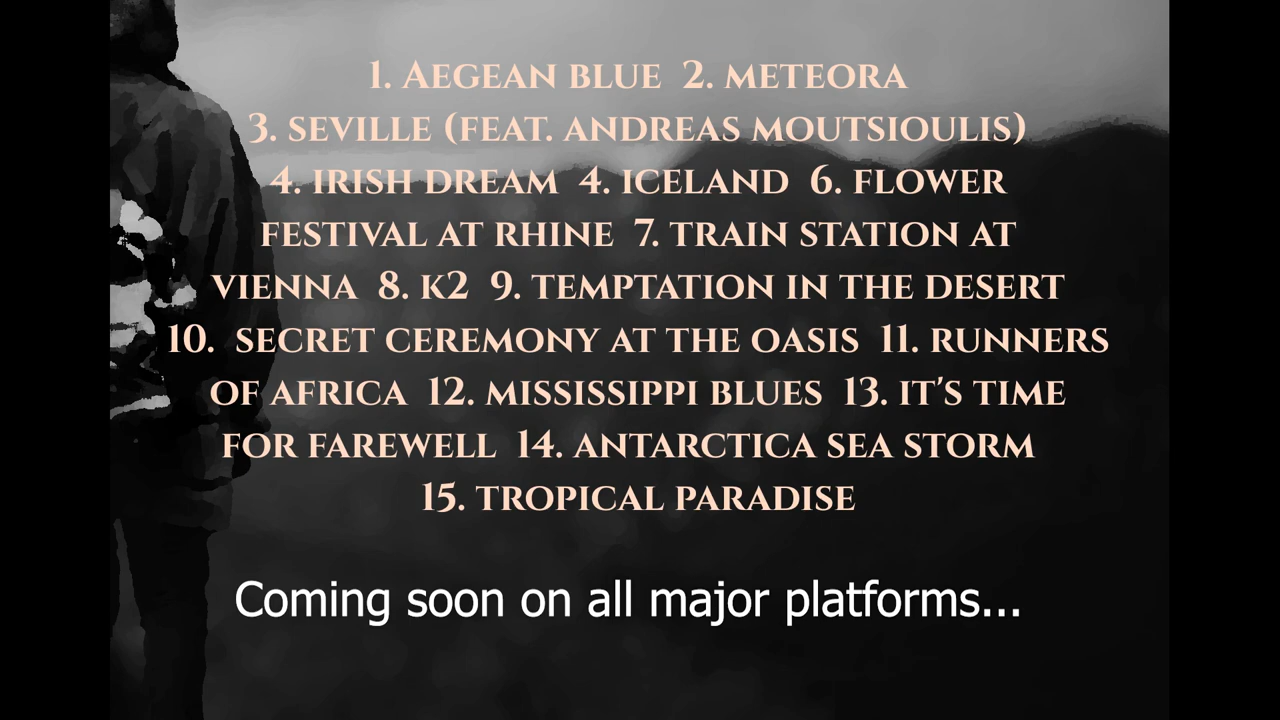 1. AEGEAN BLUE 2. METEORA
3. SEVILLE (FEAT. ANDREAS MOUTSIOULIS)
4. IRISH DREAM 4. ICELAND 6. FLOWER
FESTIVAL AT RHINE 7. TRAIN STATION AT
VIENNA 8. K2 9. TEMPTATION IN THE DESERT
10. SECRET CEREMONY AT THE OASIS 11. RUNNERS
OF AFRICA 12. MISSISSIPPI BLUES 13. IT'S TIME
FOR FAREWELL 14. ANTARCTICA SEA STORM
15. TROPICAL PARADISE
Coming soon on all major platforms...